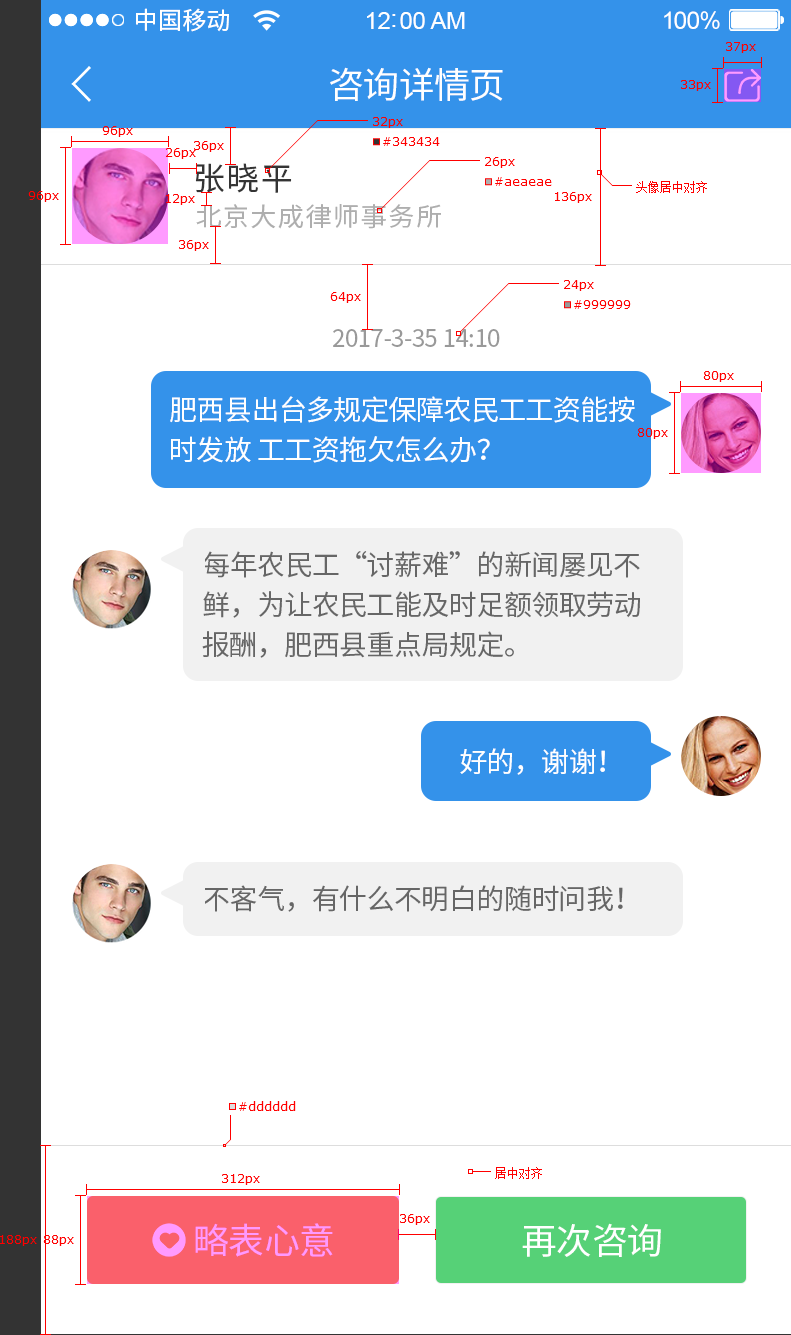 中国移动 12:00 AM 100%
咨询详情页
37px
33px
96px
96px
26px
36px
12px
36px
32px
#343434
26px
#aeaeae
136px
头像居中对齐
张晓平
北京大成律师事务所
64px
24px
#999999
2017-3-35 14:10
80px
80px
肥西县出台多规定保障农民工工资能按
时发放 工工资拖欠怎么办?
每年农民工“讨薪难”的新闻屡见不
鲜，为让农民工能及时足额领取劳动
报酬，肥西县重点局规定。
好的，谢谢！
不客气，有什么不明白的随时问我！
#dddddd
居中对齐
312px
188px
88px
36px
略表心意
再次咨询